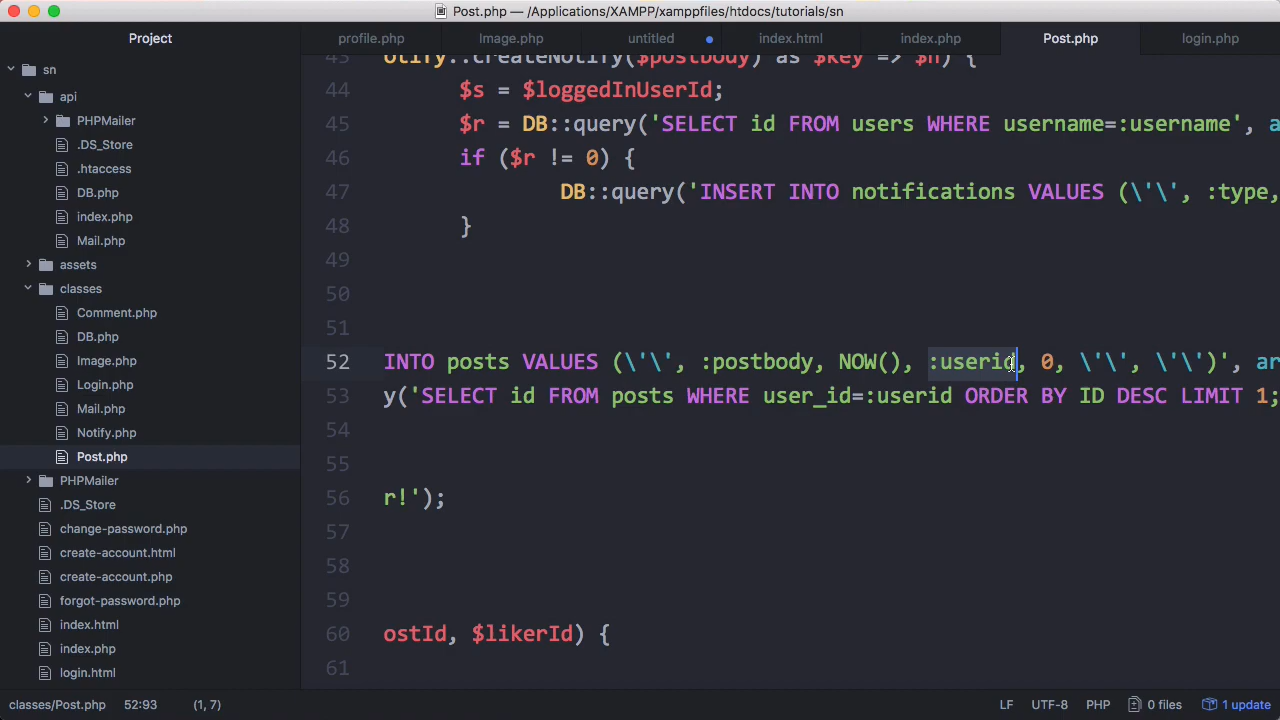 Post.php — /Applications/XAMPP/xamppfiles/htdocs/tutorials/sn
Project
profile.php
Image.php
untitled
index.html
index.php
Post.php
login.php
sn
api
PHPMailer
.DS_Store
.htaccess
DB.php
index.php
Mail.php
assets
classes
Comment.php
DB.php
Image.php
Login.php
Mail.php
Notify.php
Post.php
PHPMailer
.DS_Store
change-password.php
create-account.html
create-account.php
forgot-password.php
index.html
index.php
login.html
43 otify::createNotify($postbody) as $key => $n) {
44 $s = $loggedInUserId;
45 $r = DB::query('SELECT id FROM users WHERE username=:username', a
46 if ($r != 0) {
47 DB::query('INSERT INTO notifications VALUES (\'\', :type,
48 }
49
50
51
52 INTO posts VALUES (\'\', :postbody, NOW(), :userid, 0, \'\', \'\')', ar
53 y('SELECT id FROM posts WHERE user_id=:userid ORDER BY ID DESC LIMIT 1;
54
55
56 r!');
57
58
59
60 ostId, $likerId) {
61
classes/Post.php 52:93 (1, 7) LF UTF-8 PHP 0 files 1 update